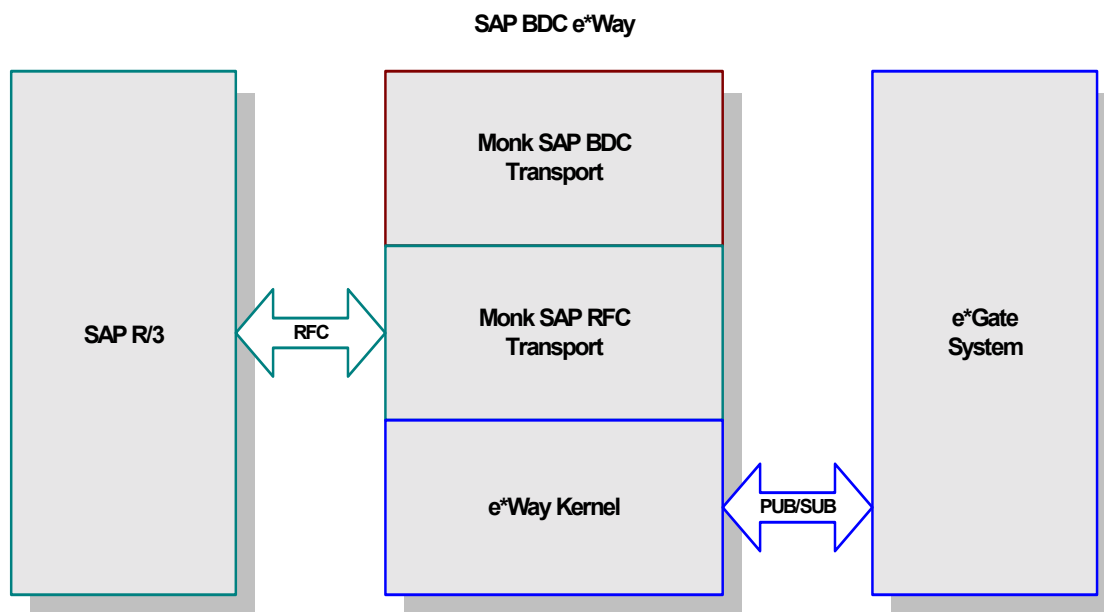 SAP BDC e*Way
Monk SAP BDC
Transport
SAP R/3
RFC
Monk SAP RFC
Transport
e*Gate
System
e*Way Kernel
PUB/SUB